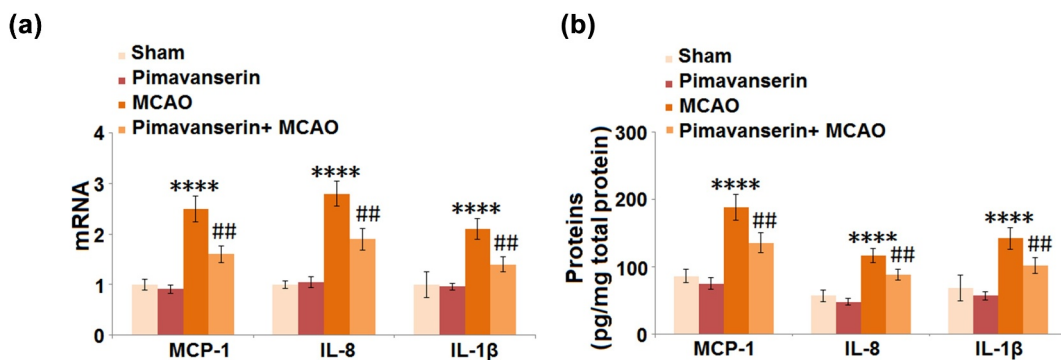 (a)
Sham
Pimavanserin
MCAO
Pimavanserin+ MCAO
mRNA
4
3
2
1
0
****
##
****
##
****
##
MCP-1
IL-8
IL-1β
(b)
Sham
Pimavanserin
MCAO
Pimavanserin+ MCAO
Proteins
(pg/mg total protein)
300
200
100
0
****
##
****
##
****
##
MCP-1
IL-8
IL-1β